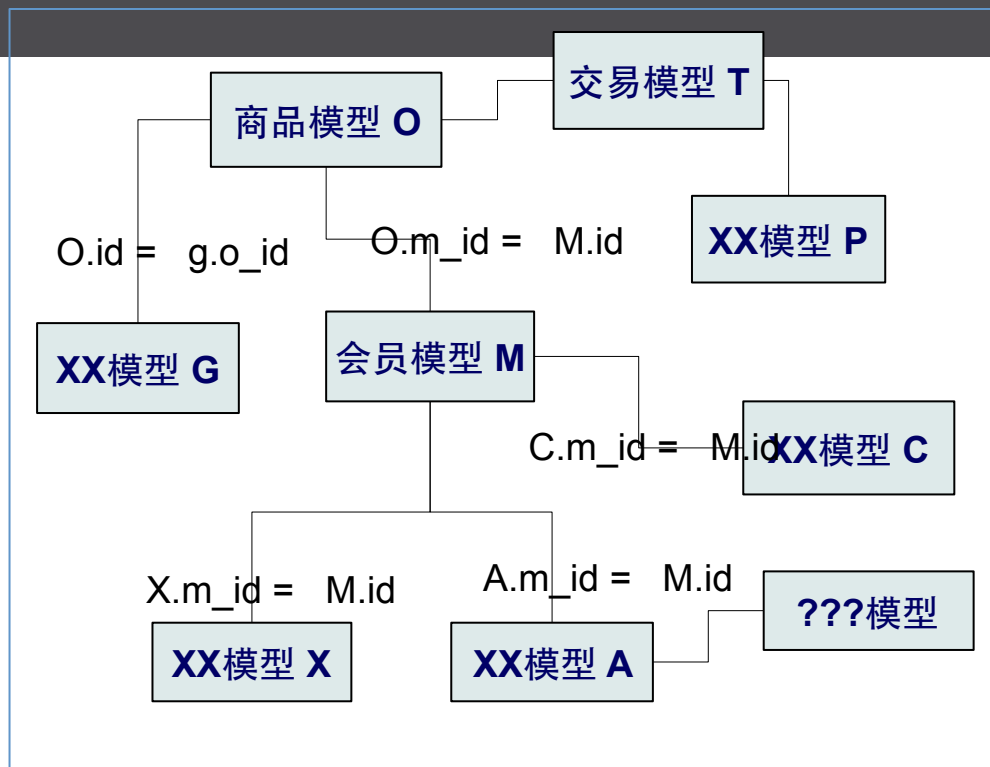 交易模型 T
商品模型 O
XX模型 P
O.id = g.o_id
O.m_id = M.id
XX模型 G
会员模型 M
C.m_id = M.id
XX模型 C
X.m_id = M.id
A.m_id = M.id
???模型
XX模型 X
XX模型 A